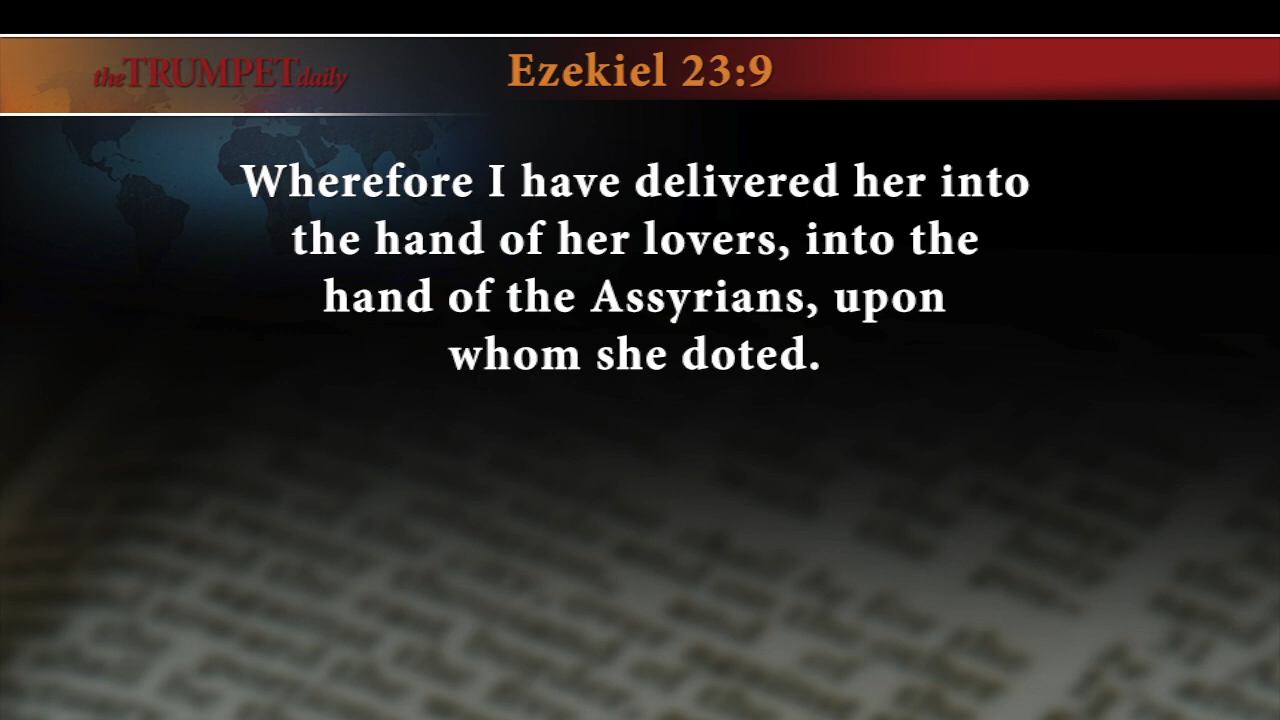 theTRUMPETdaily
Ezekiel 23:9
Wherefore I have delivered her into
the hand of her lovers, into the
hand of the Assyrians, upon
whom she doted.